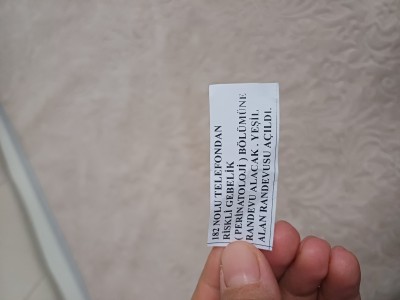 182 NOLU TELEFONDAN
RİSKLİ GEBELİK
( PERİNATOLOJİ ) BÖLÜMÜNE
RANDEVU ALACAK . YEŞİL
ALAN RANDEVUSU AÇILDI.